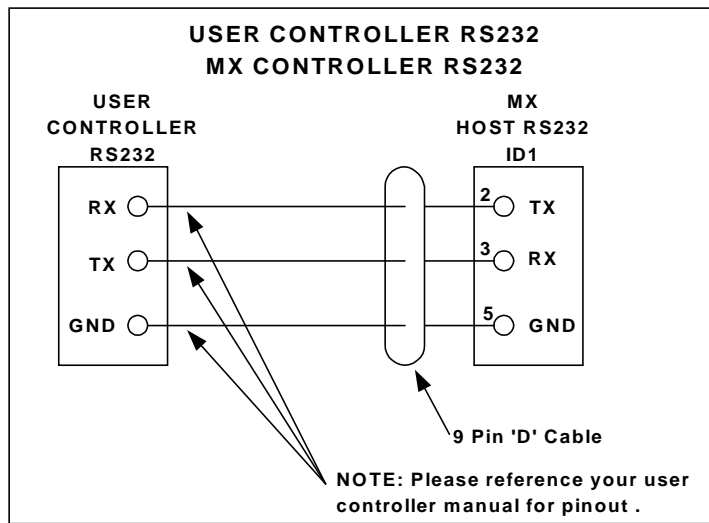 USER CONTROLLER RS232
MX CONTROLLER RS232
USER
CONTROLLER
RS232
MX
HOST RS232
ID1
RX
2
TX
TX
3
RX
GND
5
GND
9 Pin 'D' Cable
NOTE: Please reference your user
controller manual for pinout .